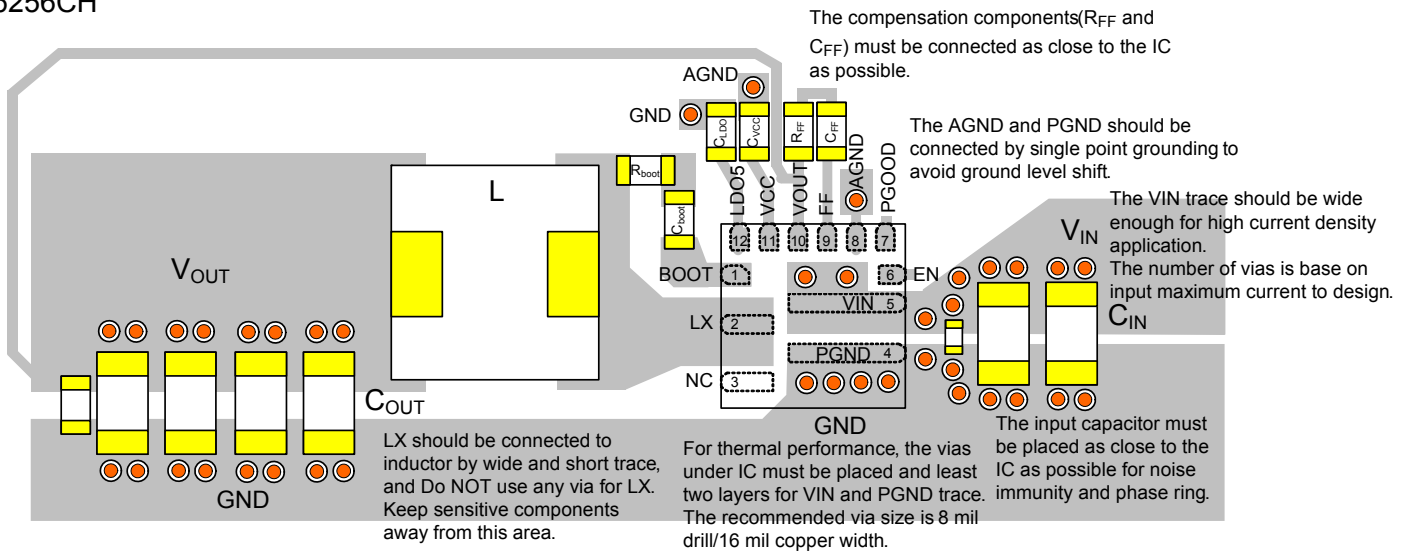 The compensation components(RFF and
CFF) must be connected as close to the IC
as possible.
AGND
GND
CLDO
CVCC
RFF
CFF
The AGND and PGND should be
connected by single point grounding to
avoid ground level shift.
Rboot
Cboot
LDO5
VCC
VOUT
FF
AGND
PGOOD
L
12
11
10
9
8
7
The VIN trace should be wide
enough for high current density
application.
The number of vias is base on
input maximum current to design.
VIN
VOUT
BOOT
1
6
EN
VIN 5
LX
2
CIN
PGND 4
NC
3
COUT
GND
GND
LX should be connected to
inductor by wide and short trace,
and Do NOT use any via for LX.
Keep sensitive components
away from this area.
For thermal performance, the vias
under IC must be placed and least
two layers for VIN and PGND trace.
The recommended via size is 8 mil
drill/16 mil copper width.
The input capacitor must
be placed as close to the
IC as possible for noise
immunity and phase ring.